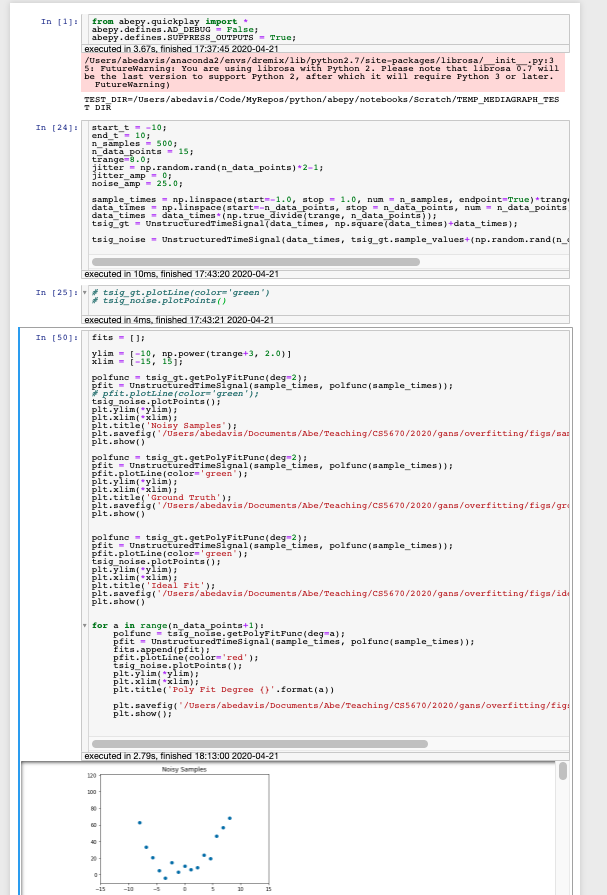 In [1]:
from abepy.quickplay import *
abepy.defines.AD_DEBUG = False;
abepy.defines.SUPRESS_OUTPUTS = True;
executed in 3.67s, finished 17:37:45 2020-04-21
/Users/abedavis/anaconda2/envs/dremix/lib/python2.7/site-packages/librosa/__init__.py:3
5: FutureWarning: You are using librosa with Python 2. Please note that librosa 0.7 will
be the last version to support Python 2, after which it will require Python 3 or later.
FutureWarning)
TEST_DIR=/Users/abedavis/Code/MyRepos/python/abepy/notebooks/Scratch/TEMP_MEDIAGRAPH_TES
T DIR
In [24]:
start_t = -10;
end_t = 10;
n_samples = 500;
n_data_points = 15;
trange=8.0;
jitter = np.random.rand(n_data_points)*2-1;
jitter_amp = 0;
noise_amp = 25.0;
sample_times = np.linspace(start=-1.0, stop = 1.0, num = n_samples, endpoint=True)*trange
data_times = np.linspace(start=-n_data_points, stop = n_data_points, num = n_data_points
data_times = data_times*(np.true_divide(trange, n_data_points));
tsig_gt = UnstructuredTimeSignal(data_times, np.square(data_times)+data_times);
tsig_noise = UnstructuredTimeSignal(data_times, tsig_gt.sample_values+(np.random.rand(n_d
executed in 10ms, finished 17:43:20 2020-04-21
In [25]:
# tsig_gt.plotLine(color='green')
# tsig_noise.plotPoints()
executed in 4ms, finished 17:43:21 2020-04-21
In [50]:
fits = [];
ylim = [-10, np.power(trange+3, 2.0)]
xlim = [-15, 15];
polfunc = tsig_gt.getPolyFitFunc(deg=2);
pfit = UnstructuredTimeSignal(sample_times, polfunc(sample_times));
# pfit.plotLine(color='green');
tsig_noise.plotPoints();
plt.ylim(*ylim);
plt.xlim(*xlim);
plt.title('Noisy Samples');
plt.savefig('/Users/abedavis/Documents/Abe/Teaching/CS5670/2020/gans/overfitting/figs/sam
plt.show()
polfunc = tsig_gt.getPolyFitFunc(deg=2);
pfit = UnstructuredTimeSignal(sample_times, polfunc(sample_times));
pfit.plotLine(color='green');
plt.ylim(*ylim);
plt.xlim(*xlim);
plt.title('Ground Truth');
plt.savefig('/Users/abedavis/Documents/Abe/Teaching/CS5670/2020/gans/overfitting/figs/gro
plt.show()
polfunc = tsig_gt.getPolyFitFunc(deg=2);
pfit = UnstructuredTimeSignal(sample_times, polfunc(sample_times));
pfit.plotLine(color='green');
tsig_noise.plotPoints();
plt.ylim(*ylim);
plt.xlim(*xlim);
plt.title('Ideal Fit');
plt.savefig('/Users/abedavis/Documents/Abe/Teaching/CS5670/2020/gans/overfitting/figs/ide
plt.show()
for a in range(n_data_points+1):
polfunc = tsig_noise.getPolyFitFunc(deg=a);
pfit = UnstructuredTimeSignal(sample_times, polfunc(sample_times));
fits.append(pfit);
pfit.plotLine(color='red');
tsig_noise.plotPoints();
plt.ylim(*ylim);
plt.xlim(*xlim);
plt.title('Poly Fit Degree {}'.format(a))
plt.savefig('/Users/abedavis/Documents/Abe/Teaching/CS5670/2020/gans/overfitting/figs
plt.show();
executed in 2.79s, finished 18:13:00 2020-04-21
Noisy Samples
120
100
80
60
40
20
0
−15 −10 −5 0 5 10 15